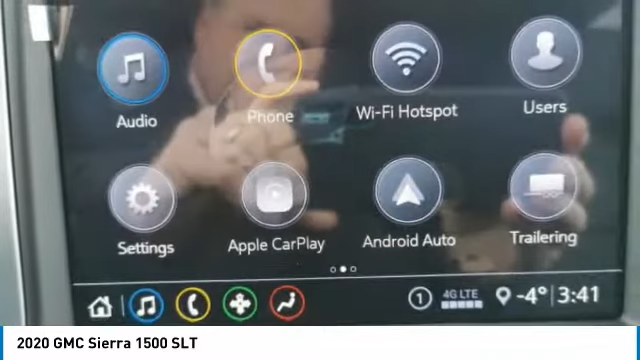 Audio
Phone
Wi-Fi Hotspot
Users
Settings
Apple CarPlay
Android Auto
Trailering
1 4G LTE -4° 3:41
2020 GMC Sierra 1500 SLT